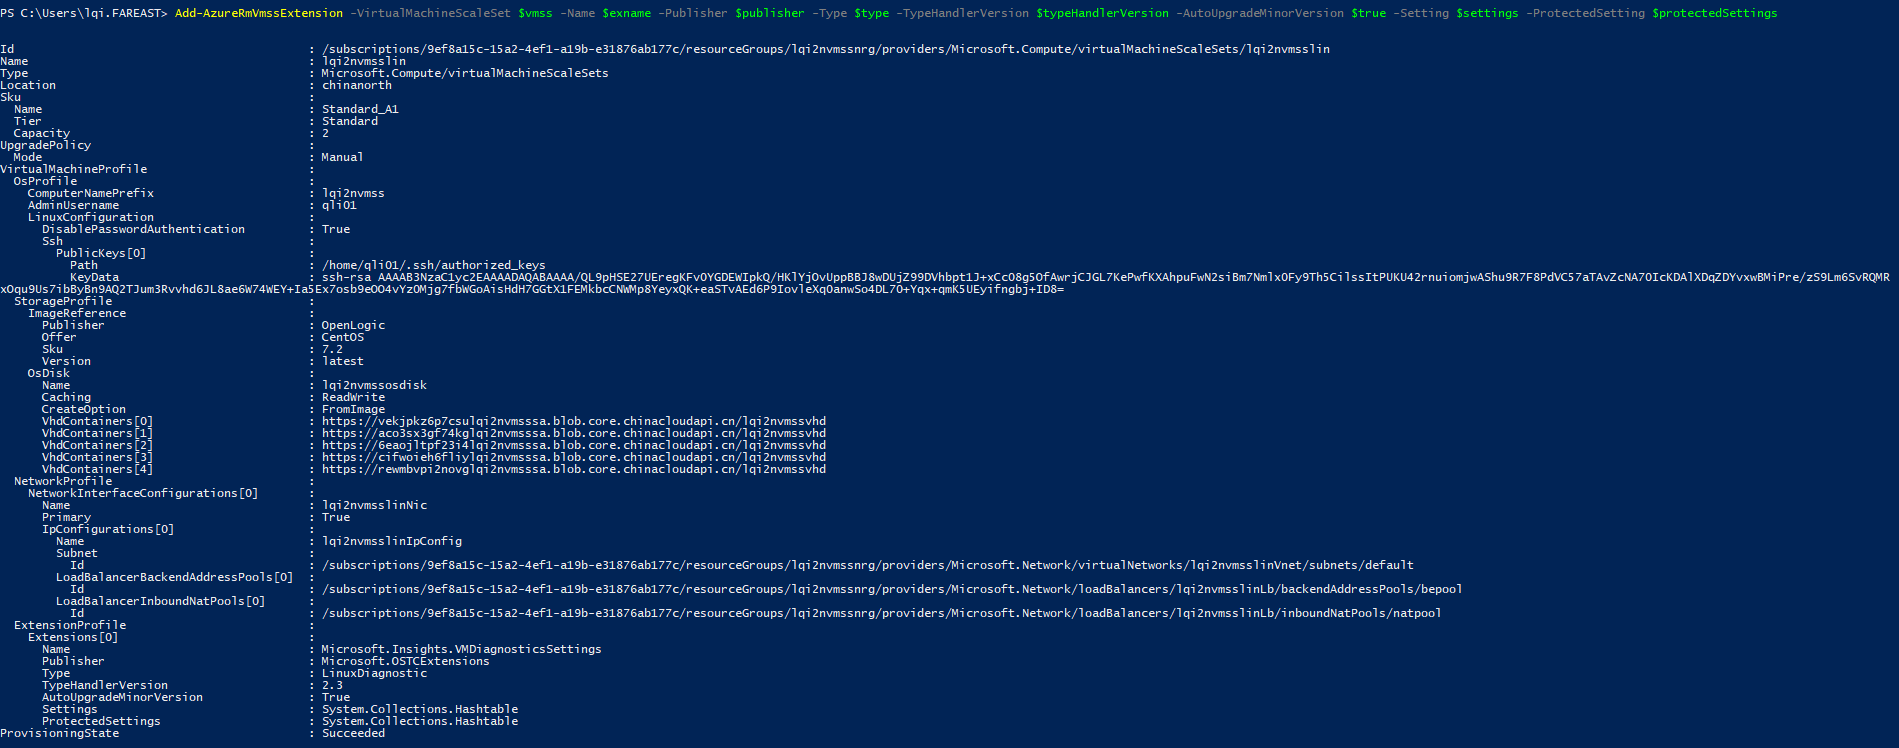 PS C:\Users\lqi.FAREAST> Add-AzureRmVmssExtension -VirtualMachineScaleSet $vmss -Name $exname -Publisher $publisher -Type $type -TypeHandlerVersion $typeHandlerVersion -AutoUpgradeMinorVersion $true -Setting $settings -ProtectedSetting $protectedSettings
Id : /subscriptions/9ef8a15c-15a2-4ef1-a19b-e31876ab177c/resourceGroups/lqi2nvmssnrg/providers/Microsoft.Compute/virtualMachineScaleSets/lqi2nvmsslin
Name : lqi2nvmsslin
Type : Microsoft.Compute/virtualMachineScaleSets
Location : chinanorth
Sku :
Name : Standard_A1
Tier : Standard
Capacity : 2
UpgradePolicy :
Mode : Manual
VirtualMachineProfile :
OsProfile :
ComputerNamePrefix : lqi2nvmss
AdminUsername : qli01
LinuxConfiguration :
DisablePasswordAuthentication : True
Ssh :
PublicKeys[0] :
Path : /home/qli01/.ssh/authorized_keys
KeyData : ssh-rsa AAAAB3NzaC1yc2EAAAADAQABAAAA/QL9pHSE27UEregKFvOYGDEWIpkQ/HKlYjOvUppBBJ8wDUjZ99DVhbpt1J+xCcO8g5OfAwrjCJGL7KePwfKXAhpuFwN2siBm7NmlxOFy9Th5CilssItPUKU42rnuiomjwAShu9R7F8PdVC57aTAvZcNA7OIcKDAlXDqZDYvxwBMiPre/zS9Lm6SvRQMR
xOqu9Us7ibByBn9AQ2TJum3Rvvhd6JL8ae6W74WEY+Ia5Ex7osb9eOO4vYzOMjg7fbWGoAisHdH7GGtX1FEMkbcCNWMp8YeyxQK+eaSTvAEd6P9IovleXqOanwSo4DL7O+Yqx+qmK5UEyifngbj+ID8=
StorageProfile :
ImageReference :
Publisher : OpenLogic
Offer : CentOS
Sku : 7.2
Version : latest
OsDisk :
Name : lqi2nvmssosdisk
Caching : ReadWrite
CreateOption : FromImage
VhdContainers[0] : https://vekjpkz6p7csulqi2nvmsssa.blob.core.chinacloudapi.cn/lqi2nvmssvhd
VhdContainers[1] : https://aco3sx3gf74kglqi2nvmsssa.blob.core.chinacloudapi.cn/lqi2nvmssvhd
VhdContainers[2] : https://6eaojltpf23i4lqi2nvmsssa.blob.core.chinacloudapi.cn/lqi2nvmssvhd
VhdContainers[3] : https://cifwoieh6fliylqi2nvmsssa.blob.core.chinacloudapi.cn/lqi2nvmssvhd
VhdContainers[4] : https://rewmbvpi2novglqi2nvmsssa.blob.core.chinacloudapi.cn/lqi2nvmssvhd
NetworkProfile :
NetworkInterfaceConfigurations[0] :
Name : lqi2nvmsslinNic
Primary : True
IpConfigurations[0] :
Name : lqi2nvmsslinIpConfig
Subnet :
Id : /subscriptions/9ef8a15c-15a2-4ef1-a19b-e31876ab177c/resourceGroups/lqi2nvmssnrg/providers/Microsoft.Network/virtualNetworks/lqi2nvmsslinVnet/subnets/default
LoadBalancerBackendAddressPools[0] :
Id : /subscriptions/9ef8a15c-15a2-4ef1-a19b-e31876ab177c/resourceGroups/lqi2nvmssnrg/providers/Microsoft.Network/loadBalancers/lqi2nvmsslinLb/backendAddressPools/bepool
LoadBalancerInboundNatPools[0] :
Id : /subscriptions/9ef8a15c-15a2-4ef1-a19b-e31876ab177c/resourceGroups/lqi2nvmssnrg/providers/Microsoft.Network/loadBalancers/lqi2nvmsslinLb/inboundNatPools/natpool
ExtensionProfile :
Extensions[0] :
Name : Microsoft.Insights.VMDiagnosticsSettings
Publisher : Microsoft.OSTCExtensions
Type : LinuxDiagnostic
TypeHandlerVersion : 2.3
AutoUpgradeMinorVersion : True
Settings : System.Collections.Hashtable
ProtectedSettings : System.Collections.Hashtable
ProvisioningState : Succeeded